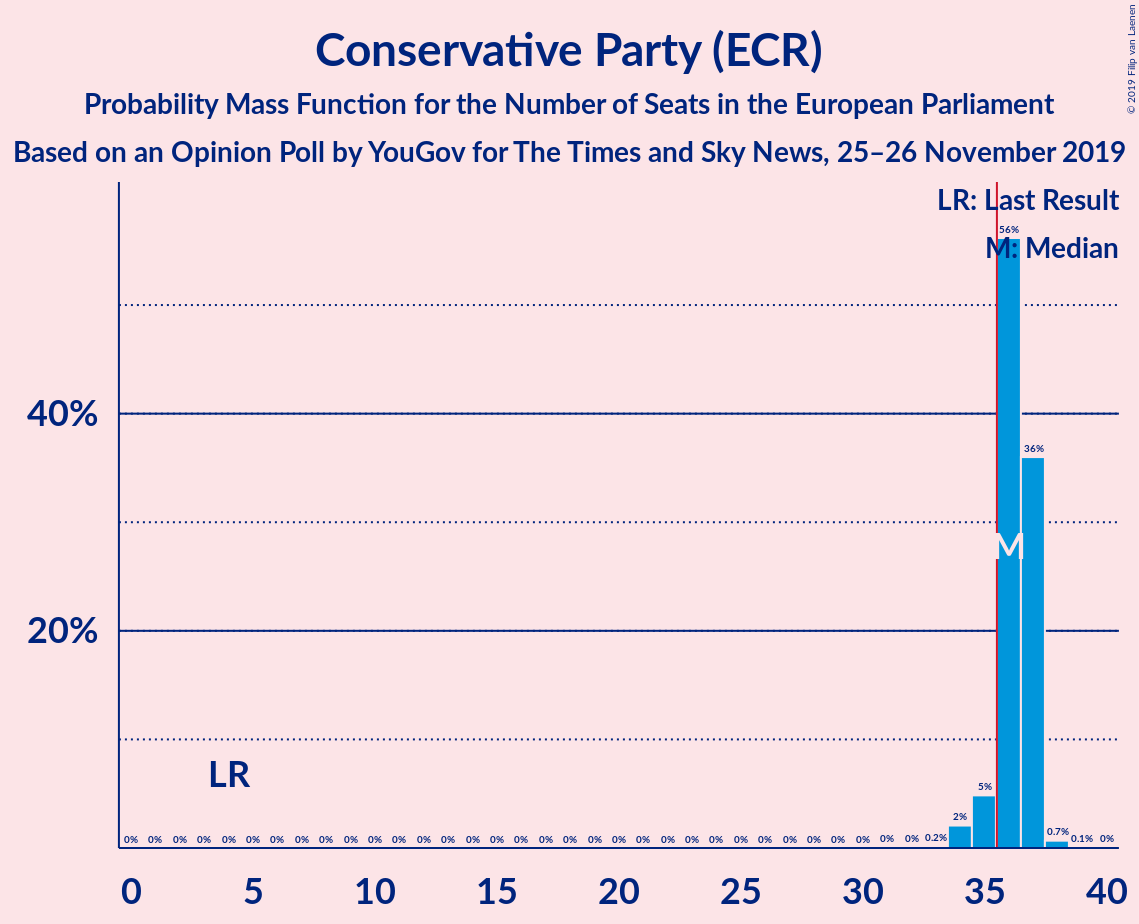 Conservative Party (ECR)
Probability Mass Function for the Number of Seats in the European Parliament
Based on an Opinion Poll by YouGov for The Times and Sky News, 25–26 November 2019
© 2019 Filip van Laenen
LR: Last Result
M: Median
56%
40%
36%
M
20%
LR
5%
2%
0% 0% 0% 0% 0% 0% 0% 0% 0% 0% 0% 0% 0% 0% 0% 0% 0% 0% 0% 0% 0% 0% 0% 0% 0% 0% 0% 0% 0% 0% 0% 0% 0% 0.2% 0.7% 0.1% 0%
0 5 10 15 20 25 30 35 40